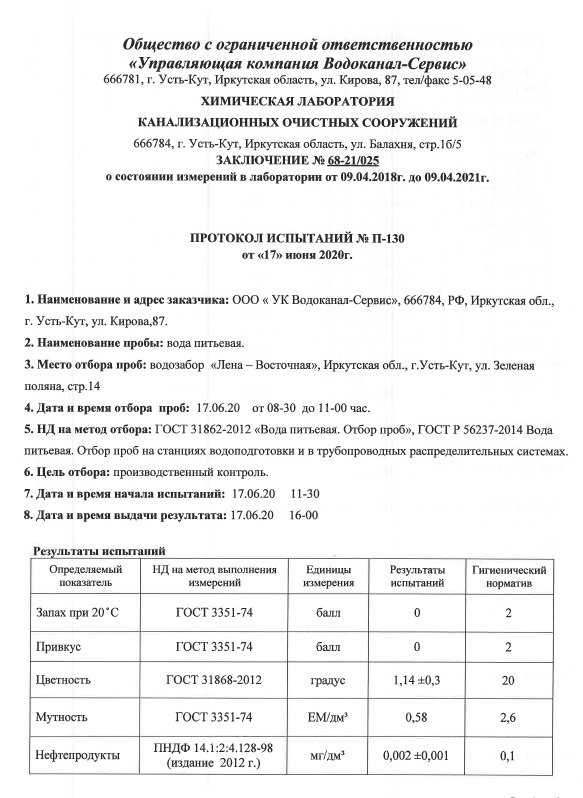 Общество с ограниченной ответственностью
«Управляющая компания Водоканал-Сервис»
666781, г. Усть-Кут, Иркутская область, ул. Кирова, 87, тел/факс 5-05-48
ХИМИЧЕСКАЯ ЛАБОРАТОРИЯ
КАНАЛИЗАЦИОННЫХ ОЧИСТНЫХ СООРУЖЕНИЙ
666784, г. Усть-Кут, Иркутская область, ул. Балахня, стр.1б/5
ЗАКЛЮЧЕНИЕ № 68-21/025
о состоянии измерений в лаборатории от 09.04.2018г. до 09.04.2021г.
ПРОТОКОЛ ИСПЫТАНИЙ № П-130
от «17» июня 2020г.
1. Наименование и адрес заказчика: ООО « УК Водоканал-Сервис», 666784, РФ, Иркутская обл.,
г. Усть-Кут, ул. Кирова,87.
2. Наименование пробы: вода питьевая.
3. Место отбора проб: водозабор «Лена – Восточная», Иркутская обл., г.Усть-Кут, ул. Зеленая
поляна, стр.14
4. Дата и время отбора проб: 17.06.20 от 08-30 до 11-00 час.
5. НД на метод отбора: ГОСТ 31862-2012 «Вода питьевая. Отбор проб», ГОСТ Р 56237-2014 Вода
питьевая. Отбор проб на станциях водоподготовки и в трубопроводных распределительных системах.
6. Цель отбора: производственный контроль.
7. Дата и время начала испытаний: 17.06.20 11-30
8. Дата и время выдачи результата: 17.06.20 16-00
Результаты испытаний
Определяемый показатель НД на метод выполнения измерений Единицы измерения Результаты испытаний Гигиенический норматив
Запах при 20˚С ГОСТ 3351-74 балл 0 2
Привкус ГОСТ 3351-74 балл 0 2
Цветность ГОСТ 31868-2012 градус 1,14 ±0,3 20
Мутность ГОСТ 3351-74 ЕМ/дм³ 0,58 2,6
Нефтепродукты ПНДФ 14.1:2:4.128-98 (издание 2012 г.) мг/дм³ 0,002 ±0,001 0,1